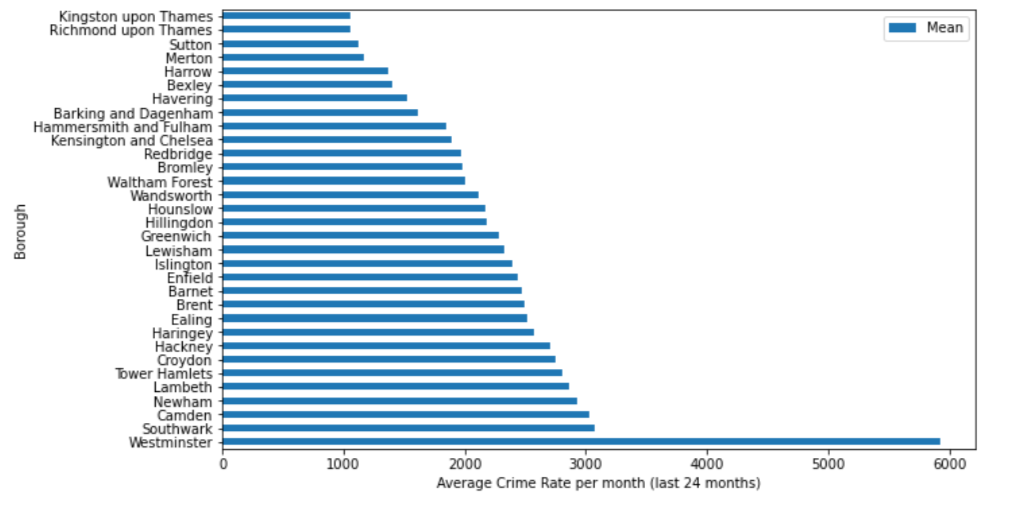 Kingston upon Thames
Richmond upon Thames
Sutton
Merton
Harrow
Bexley
Havering
Barking and Dagenham
Hammersmith and Fulham
Kensington and Chelsea
Redbridge
Bromley
Waltham Forest
Wandsworth
Hounslow
Hillingdon
Greenwich
Lewisham
Islington
Enfield
Barnet
Brent
Ealing
Haringey
Hackney
Croydon
Tower Hamlets
Lambeth
Newham
Camden
Southwark
Westminster
Borough
Mean
0 1000 2000 3000 4000 5000 6000
Average Crime Rate per month (last 24 months)